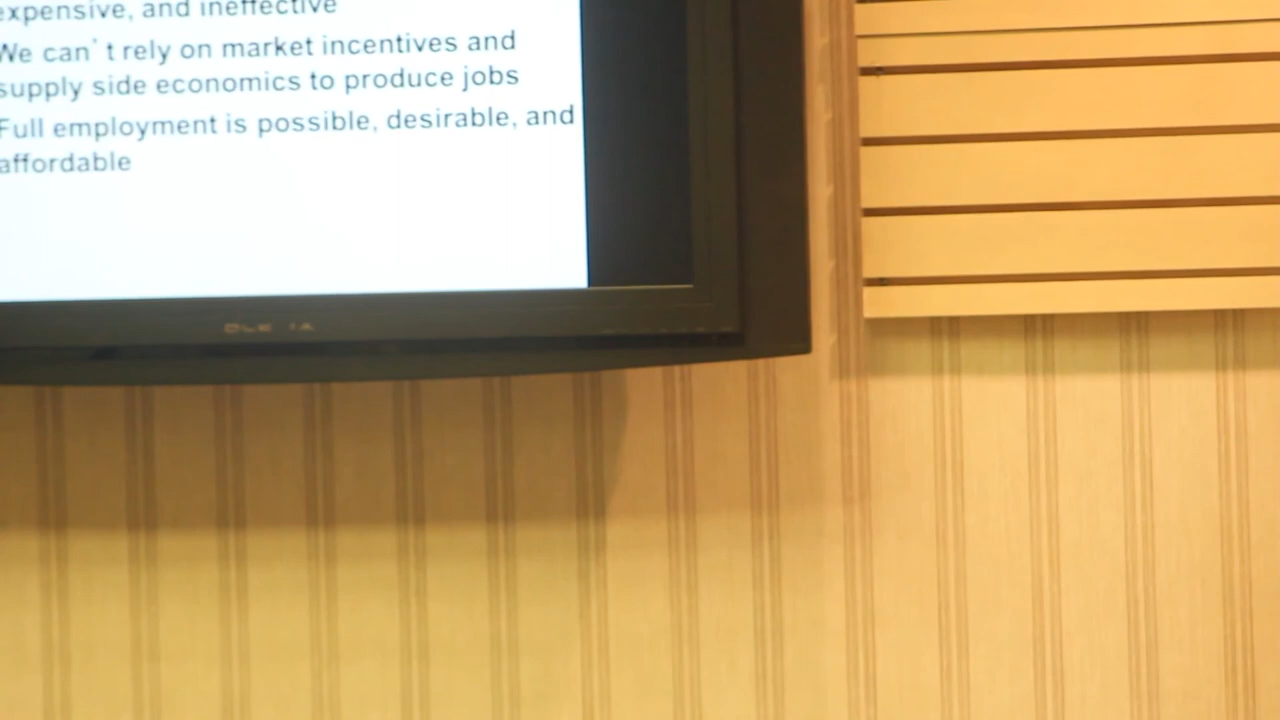 expensive, and ineffective
We can't rely on market incentives and
supply side economics to produce jobs
Full employment is possible, desirable, and
affordable